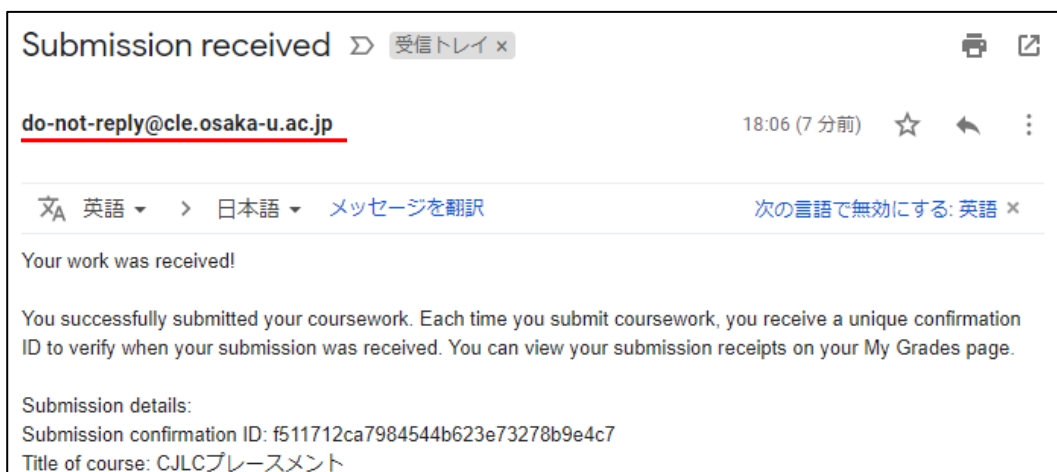 Submission received 受信トレイ ×
do-not-reply@cle.osaka-u.ac.jp 18:06 (7 分前)
英語 日本語 メッセージを翻訳 次の言語で無効にする: 英語 ×
Your work was received!
You successfully submitted your coursework. Each time you submit coursework, you receive a unique confirmation
ID to verify when your submission was received. You can view your submission receipts on your My Grades page.
Submission details:
Submission confirmation ID: f511712ca7984544b623e73278b9e4c7
Title of course: CJLCプレースメント